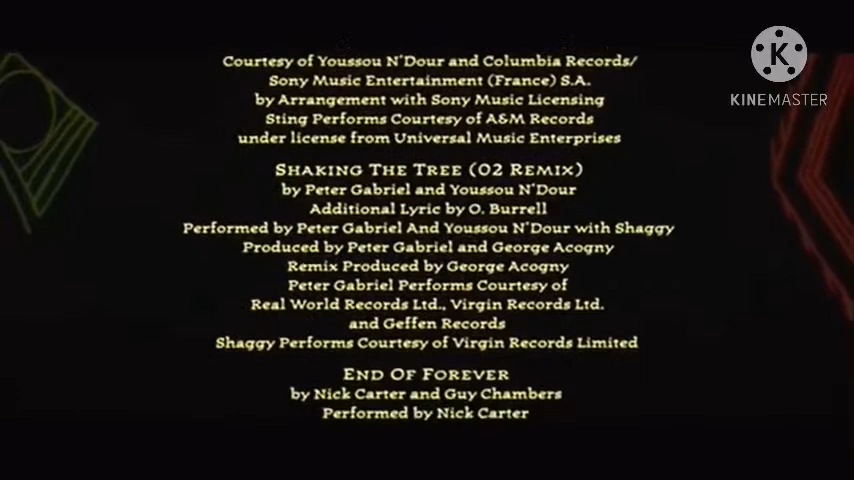 Courtesy of Youssou N'Dour and Columbia Records/
Sony Music Entertainment (France) S.A.
by Arrangement with Sony Music Licensing
Sting Performs Courtesy of A&M Records
under license from Universal Music Enterprises
SHAKING THE TREE (02 REMIX)
by Peter Gabriel and Youssou N'Dour
Additional Lyric by O. Burrell
Performed by Peter Gabriel And Youssou N'Dour with Shaggy
Produced by Peter Gabriel and George Acogny
Remix Produced by George Acogny
Peter Gabriel Performs Courtesy of
Real World Records Ltd., Virgin Records Ltd.
and Geffen Records
Shaggy Performs Courtesy of Virgin Records Limited
END OF FOREVER
by Nick Carter and Guy Chambers
Performed by Nick Carter
K
KINEMASTER